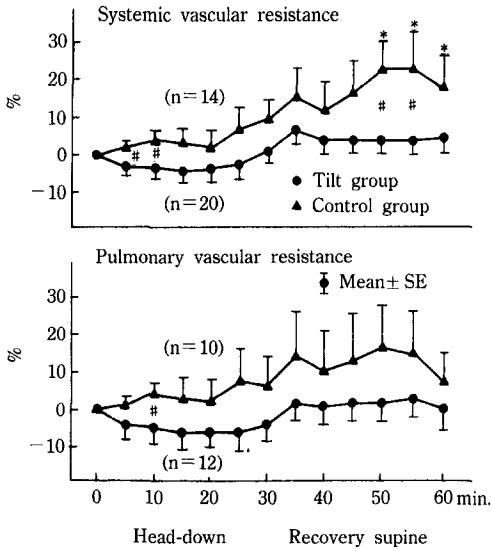 Systemic vascular resistance
* * *
30
20
(n=14)
# #
10
%
# #
0
-10
(n=20)
Tilt group
Control group
Pulmonary vascular resistance
Mean± SE
30
20
(n=10)
10
%
#
0
-10
(n=12)
0 10 20 30 40 50 60 min.
Head-down Recovery supine